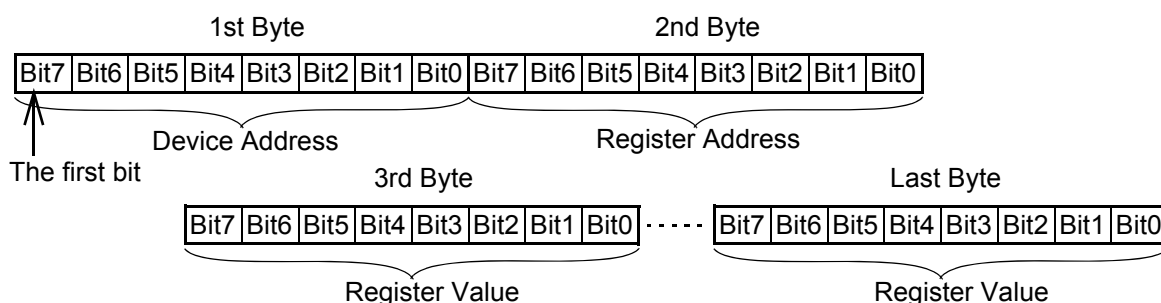 1st Byte 2nd Byte
Bit7 Bit6 Bit5 Bit4 Bit3 Bit2 Bit1 Bit0 Bit7 Bit6 Bit5 Bit4 Bit3 Bit2 Bit1 Bit0
Device Address Register Address
The first bit
3rd Byte Last Byte
Bit7 Bit6 Bit5 Bit4 Bit3 Bit2 Bit1 Bit0 Bit7 Bit6 Bit5 Bit4 Bit3 Bit2 Bit1 Bit0
Register Value Register Value